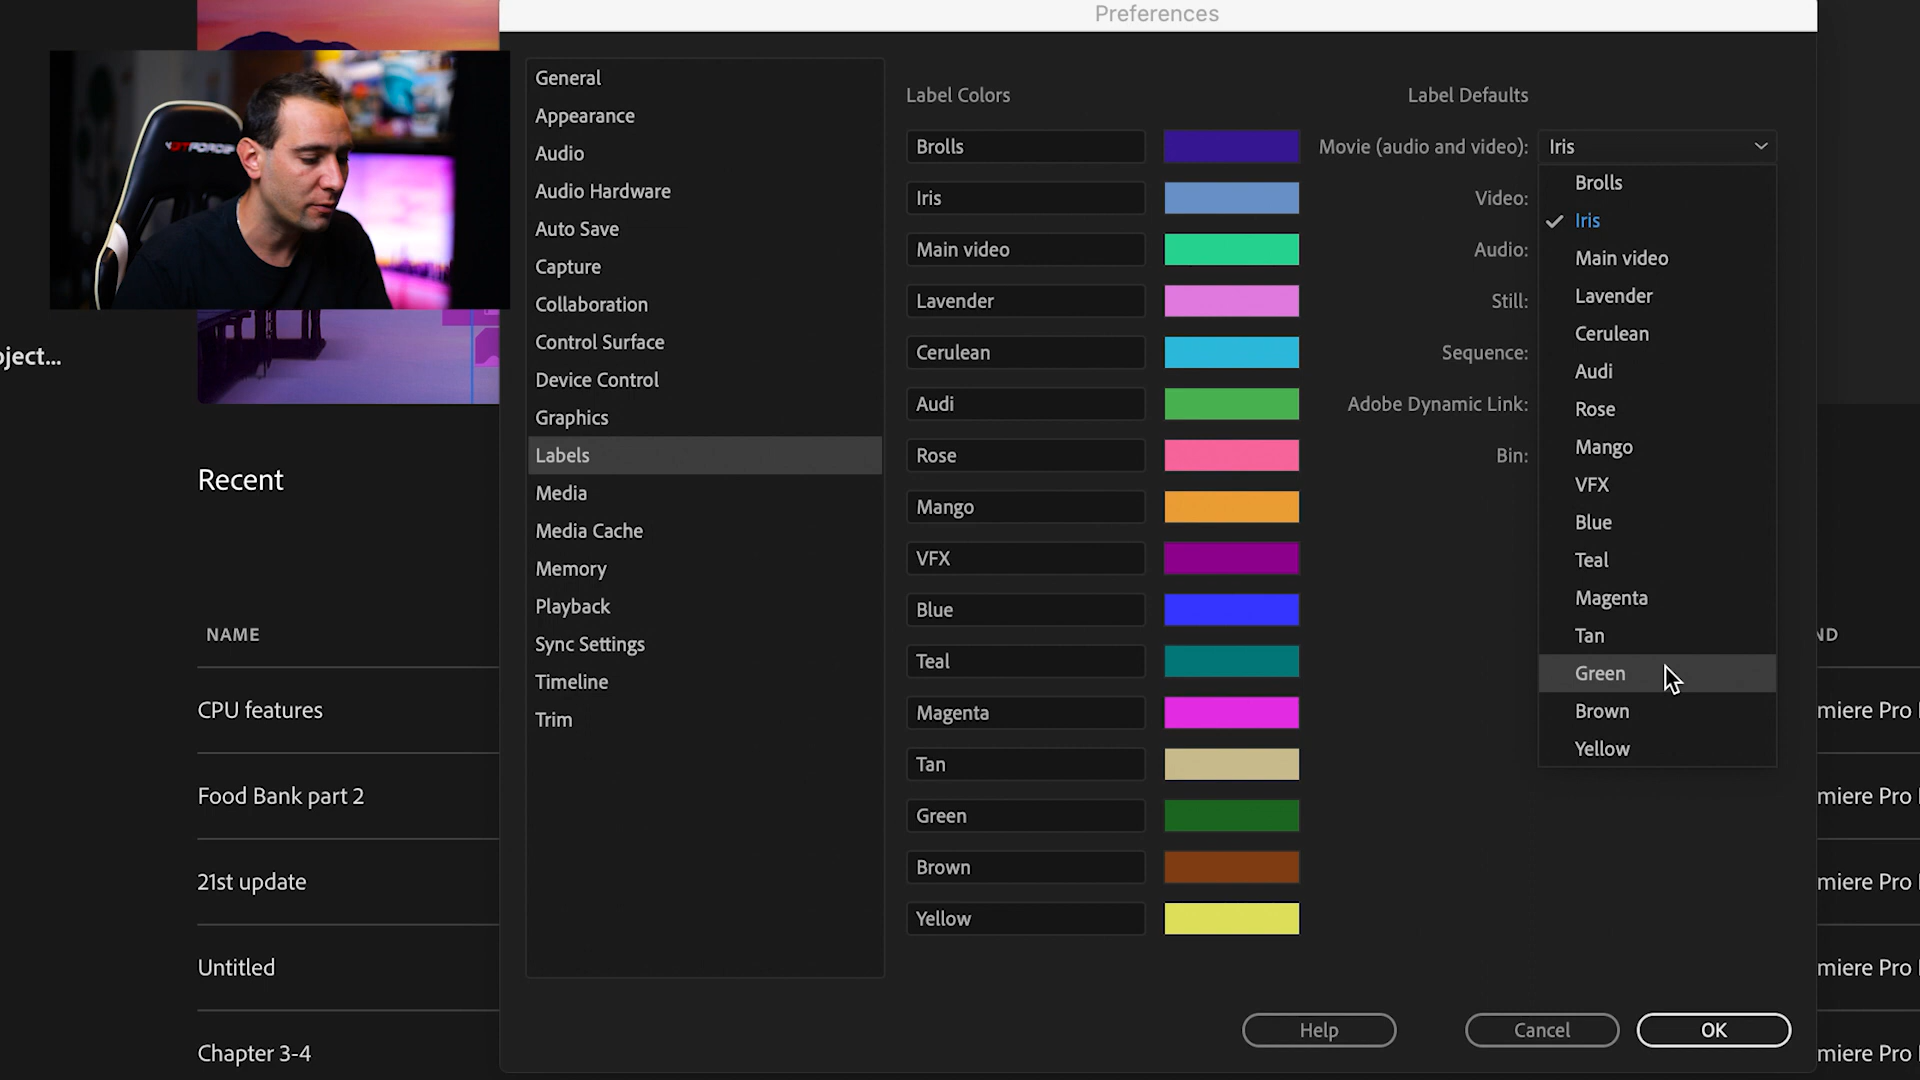 Preferences
General
Appearance
Audio
Audio Hardware
Auto Save
Capture
Collaboration
Control Surface
Device Control
Graphics
Labels
Media
Media Cache
Memory
Playback
Sync Settings
Timeline
Trim
Label Colors
Brolls
Iris
Main video
Lavender
Cerulean
Audi
Rose
Mango
VFX
Blue
Teal
Magenta
Tan
Green
Brown
Yellow
Label Defaults
Movie (audio and video): Iris
Video:
Audio:
Still:
Sequence:
Adobe Dynamic Link:
Bin:
Brolls
Iris
Main video
Lavender
Cerulean
Audi
Rose
Mango
VFX
Blue
Teal
Magenta
Tan
Green
Brown
Yellow
Help
Cancel
OK
oject...
Recent
NAME
CPU features
Food Bank part 2
21st update
Untitled
Chapter 3-4
ND
miere Pro
miere Pro
miere Pro
miere Pro
miere Pro